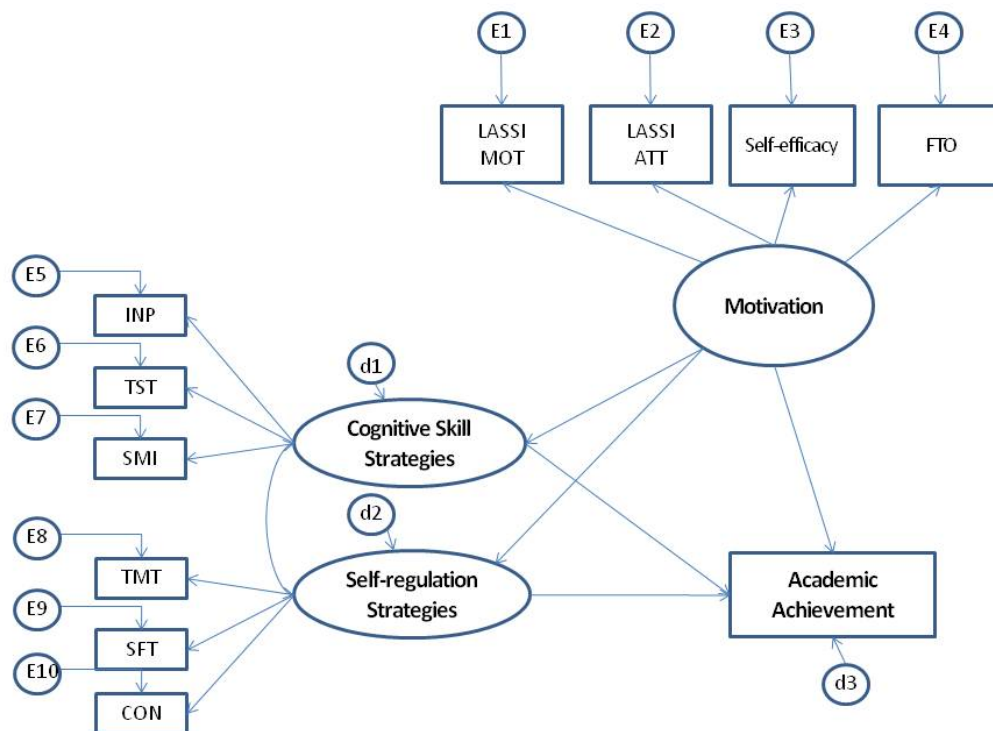 E1
E2
E3
E4
LASSI
MOT
LASSI
ATT
Self-efficacy
FTO
Motivation
E5
INP
E6
TST
E7
SMI
d1
Cognitive Skill
Strategies
d2
Self-regulation
Strategies
E8
TMT
E9
SFT
E10
CON
Academic
Achievement
d3